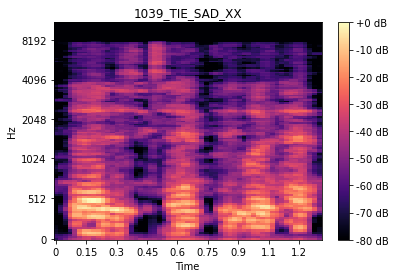 1039_TIE_SAD_XX
+0 dB
8192
-10 dB
4096
-20 dB
-30 dB
2048
Hz
-40 dB
1024
-50 dB
512
-60 dB
-70 dB
0
-80 dB
0 0.15 0.3 0.45 0.6 0.75 0.9 1.1 1.2
Time